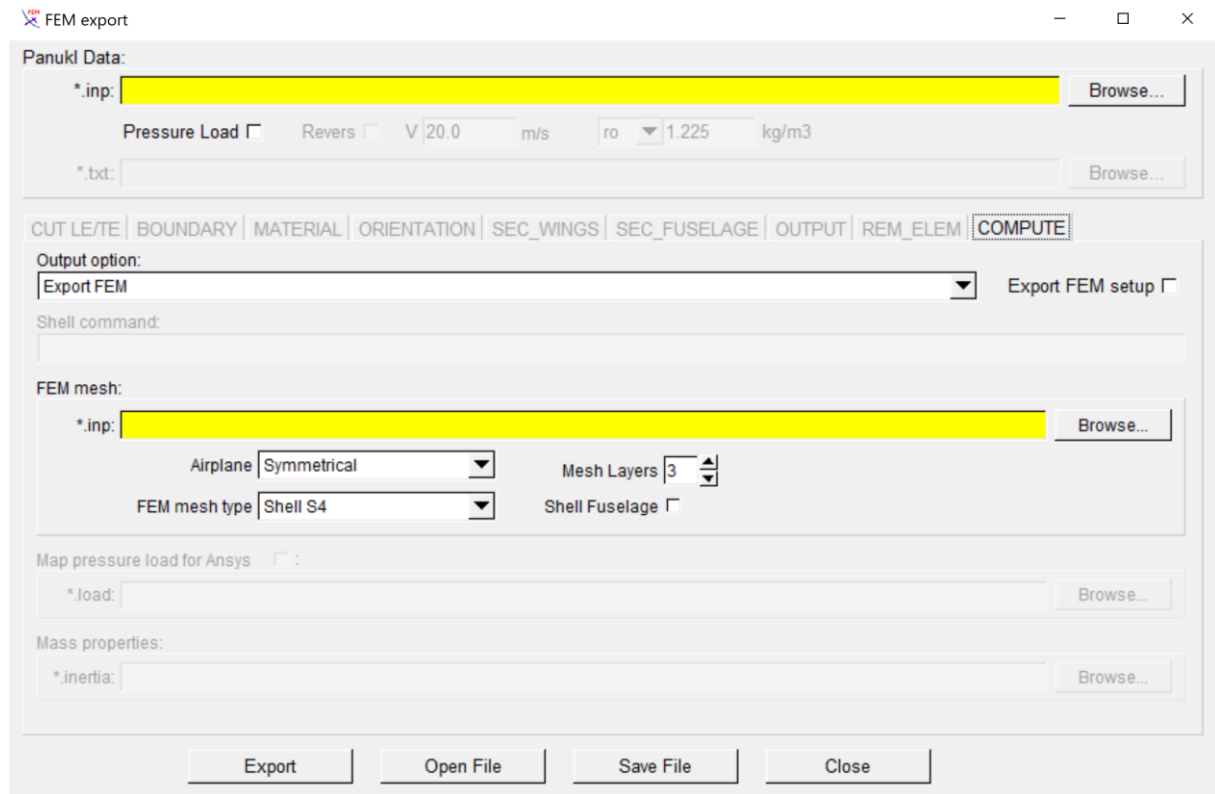 FEM FEM export
Panukl Data:
*.inp: Browse...
Pressure Load Revers V 20.0 m/s ro 1.225 kg/m3
*.txt: Browse...
CUT LE/TE BOUNDARY MATERIAL ORIENTATION SEC_WINGS SEC_FUSELAGE OUTPUT REM_ELEM COMPUTE
Output option:
Export FEM Export FEM setup
Shell command:
FEM mesh:
*.inp: Browse...
Airplane Symmetrical Mesh Layers 3
FEM mesh type Shell S4 Shell Fuselage
Map pressure load for Ansys :
*.load: Browse...
Mass properties:
*.inertia: Browse...
Export Open File Save File Close